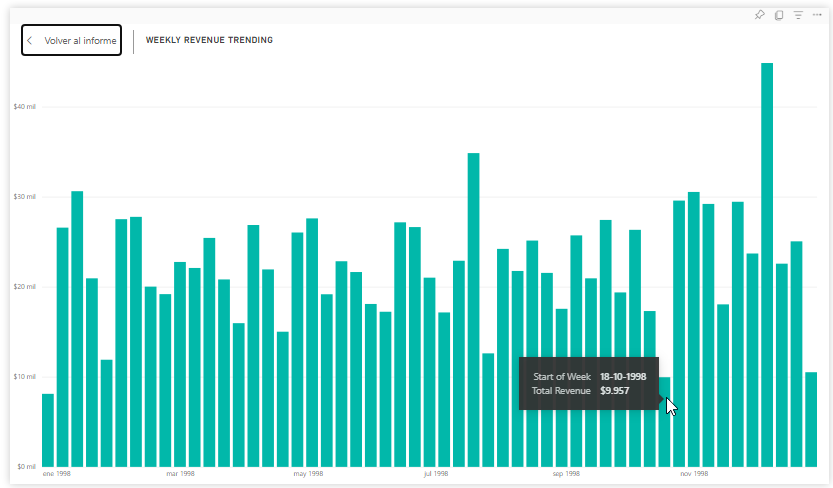 Volver al informe
WEEKLY REVENUE TRENDING
$40 mil
$30 mil
$20 mil
$10 mil
$0 mil
Start of Week 18-10-1998
Total Revenue $9.957
ene 1998 mar 1998 may 1998 jul 1998 sep 1998 nov 1998